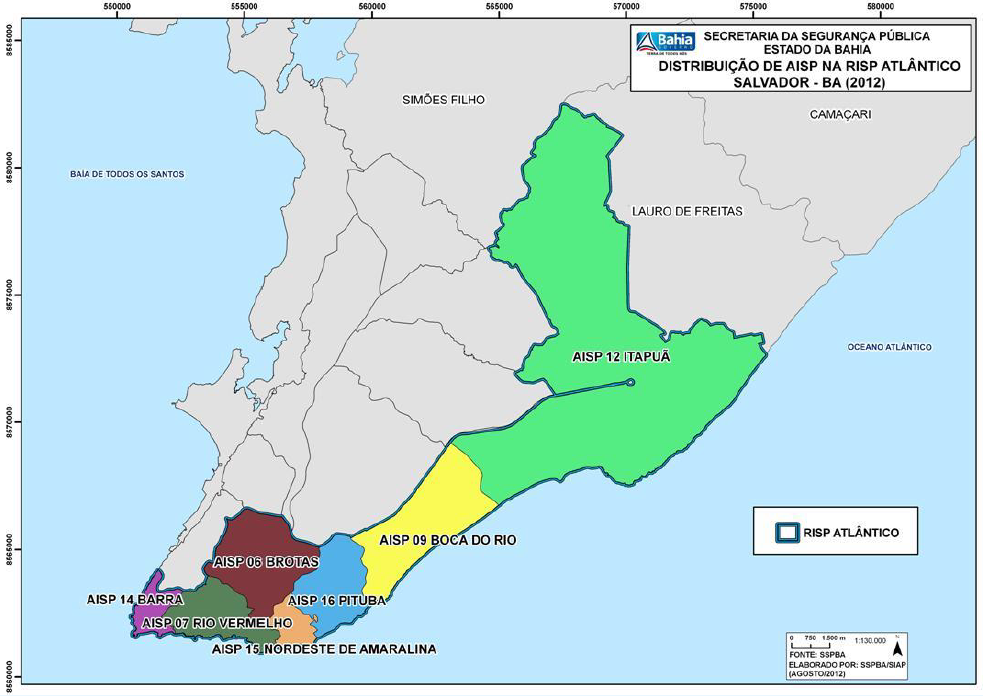 550000 555000 560000 565000 570000 575000 580000
8585000
8580000
8575000
8670000
8665000
8560000
Bahia
TERRA DE TODOS NÓS
SECRETARIA DA SEGURANÇA PÚBLICA
ESTADO DA BAHIA
DISTRIBUIÇÃO DE AISP NA RISP ATLÂNTICO
SALVADOR - BA (2012)
SIMÕES FILHO
CAMAÇARI
BAÍA DE TODOS OS SANTOS
LAURO DE FREITAS
OCEANO ATLÂNTICO
AISP 12 ITAPUÃ
RISP ATLÂNTICO
AISP 09 BOCA DO RIO
AISP 06 BROTAS
AISP 14 BARRA
AISP 16 PITUBA
AISP 07 RIO VERMELHO
AISP 15 NORDESTE DE AMARALINA
0 750 1.500 m
1:130.000
N
FONTE: SSPBA
ELABORADO POR: SSPBA/SIAP
(AGOSTO/2012)